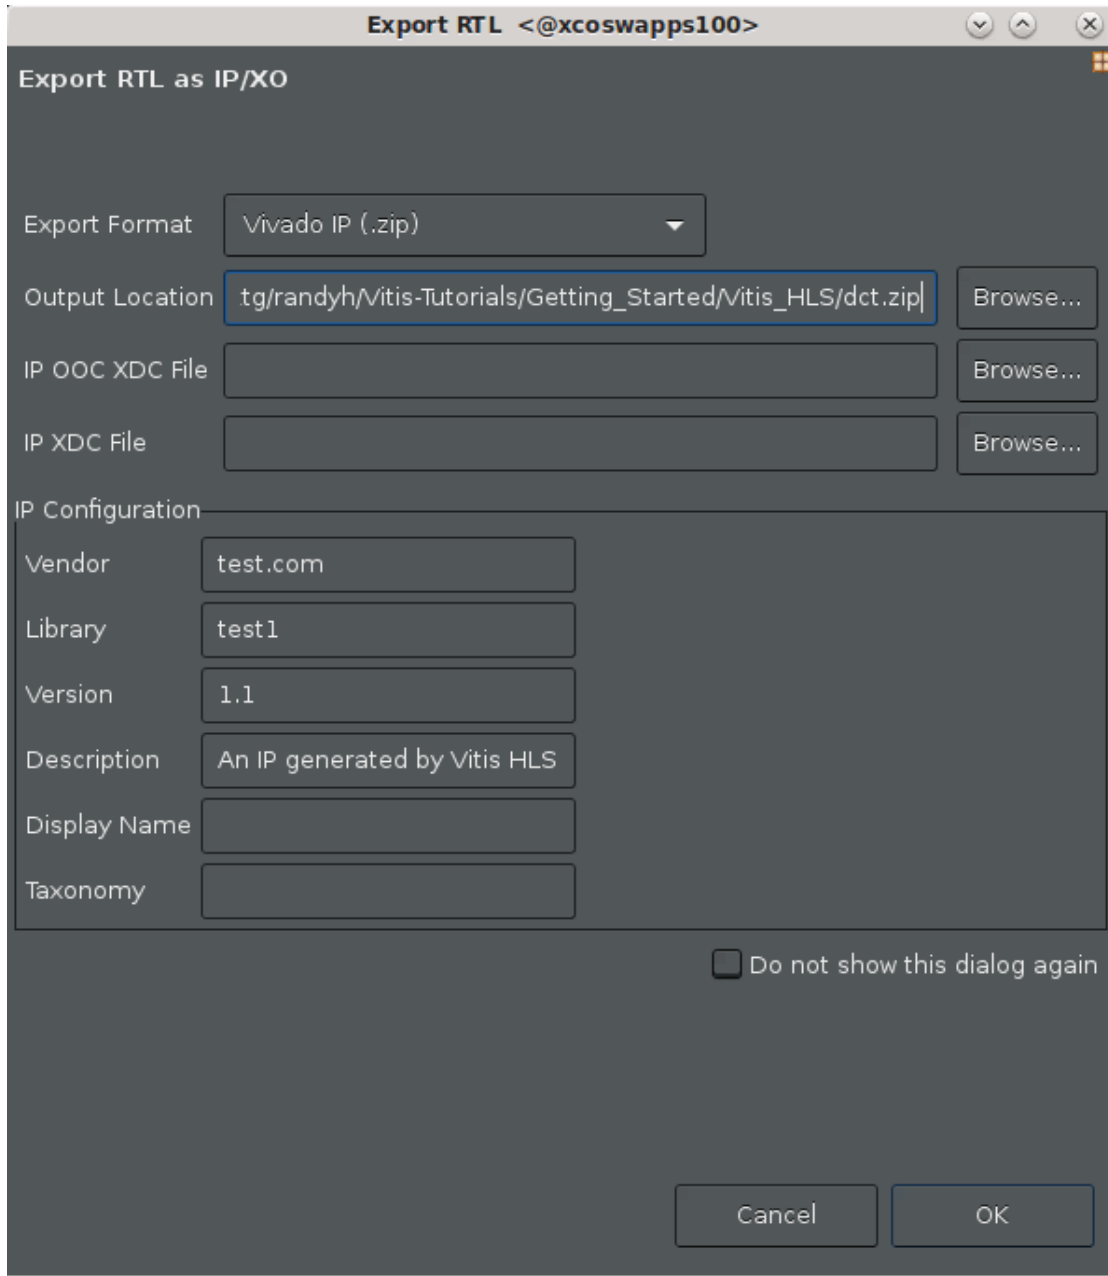 Export RTL <@xcoswapps100>
Export RTL as IP/XO
Export Format Vivado IP (.zip)
Output Location .tg/randyh/Vitis-Tutorials/Getting_Started/Vitis_HLS/dct.zip Browse...
IP OOC XDC File Browse...
IP XDC File Browse...
IP Configuration
Vendor test.com
Library test1
Version 1.1
Description An IP generated by Vitis HLS
Display Name
Taxonomy
Do not show this dialog again
Cancel OK